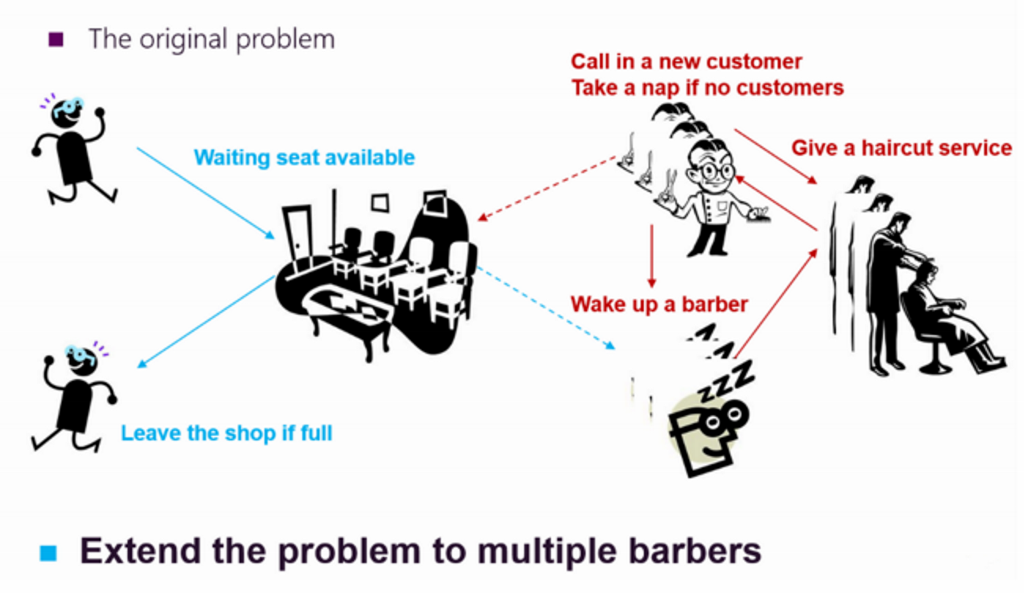 The original problem
Call in a new customer
Take a nap if no customers
Waiting seat available
Give a haircut service
Wake up a barber
zzZZ
Leave the shop if full
Extend the problem to multiple barbers